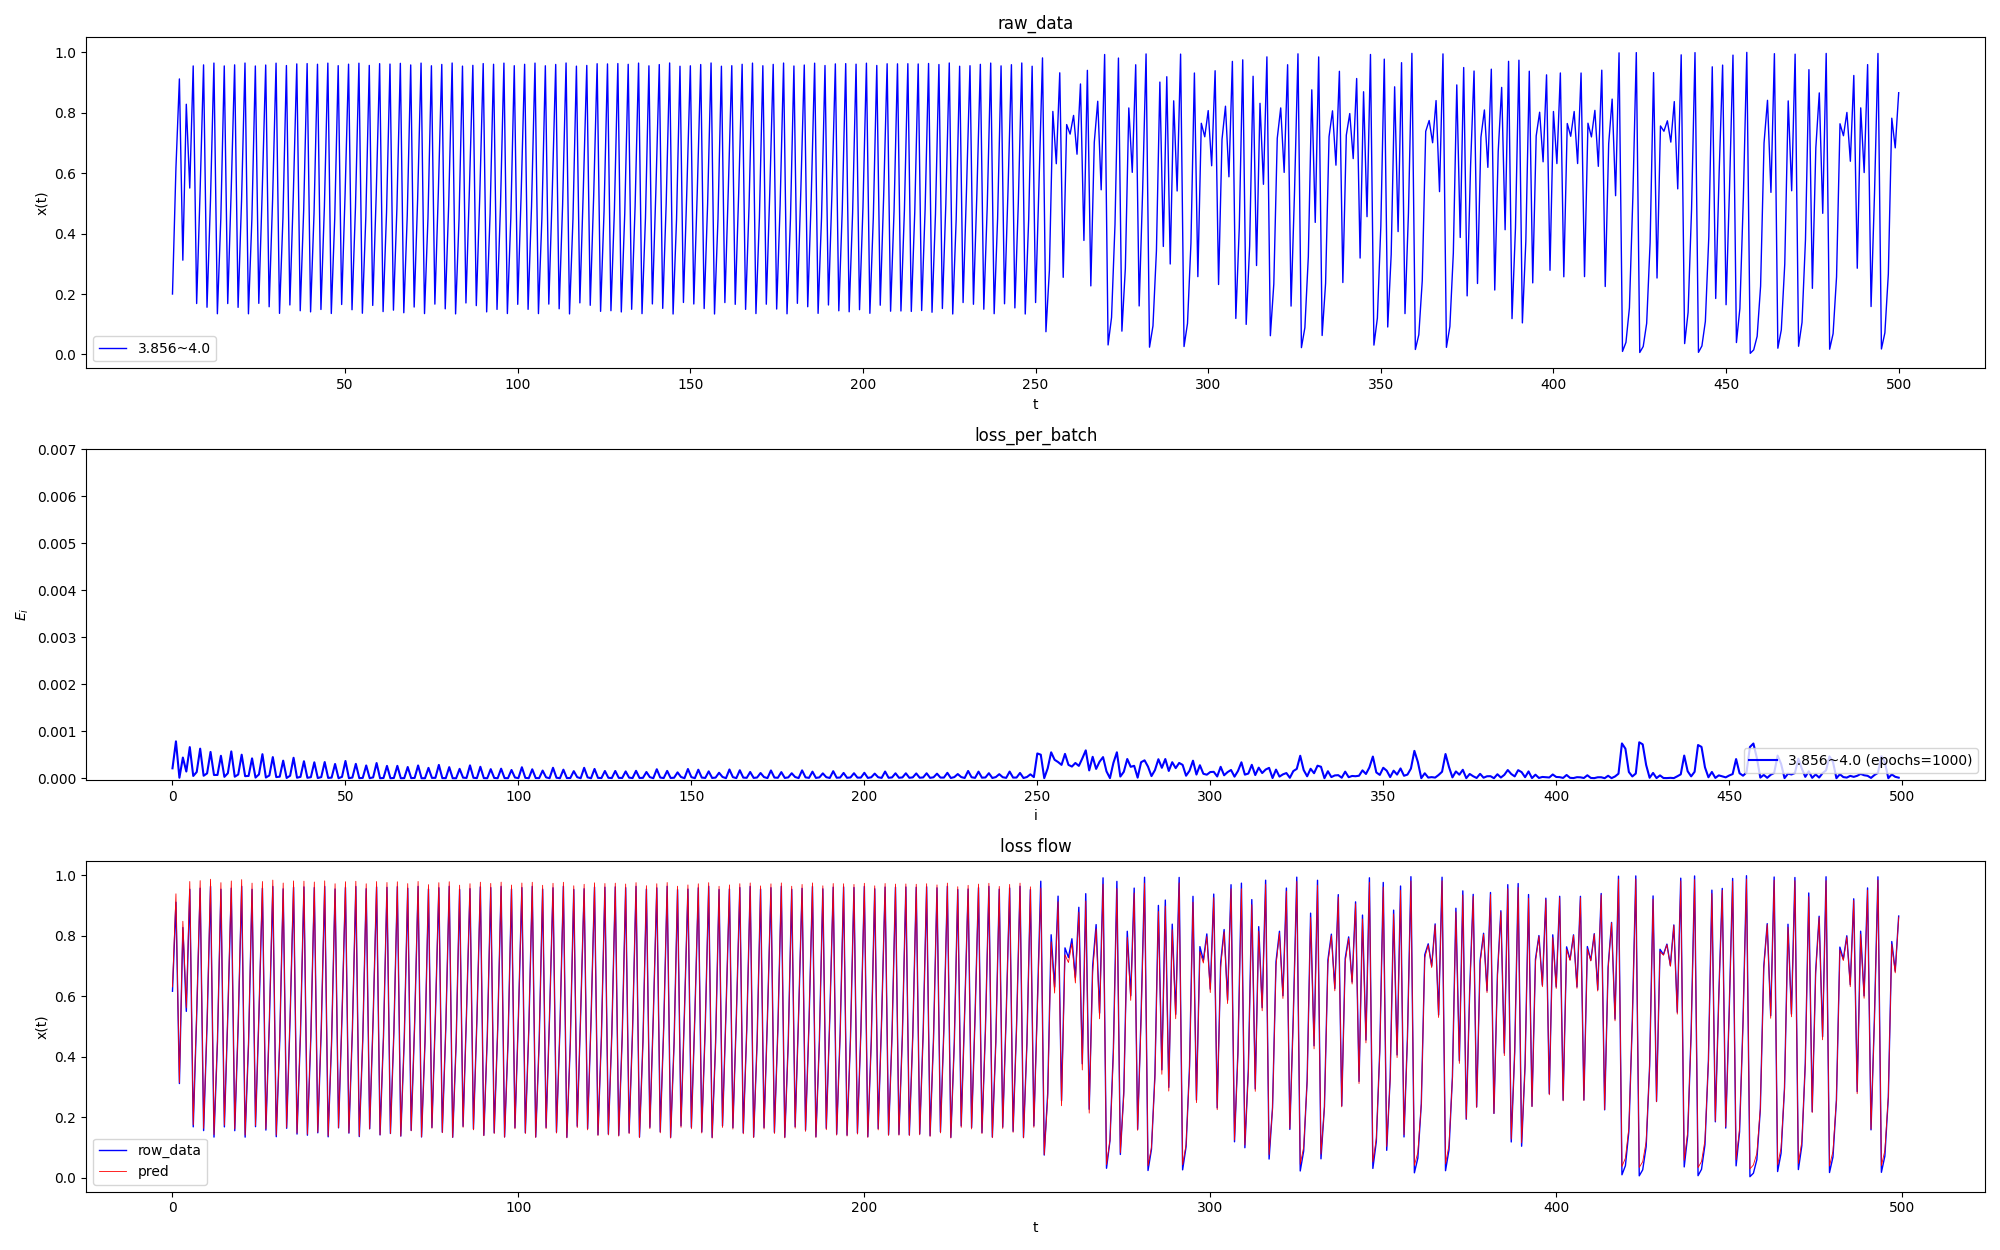 raw_data
1.0
0.8
0.6
0.4
0.2
0.0
x(t)
3.856~4.0
50 100 150 200 250 300 350 400 450 500
t
loss_per_batch
0.007
0.006
0.005
0.004
0.003
0.002
0.001
0.000
E_i
3.856~4.0 (epochs=1000)
0 50 100 150 200 250 300 350 400 450 500
i
loss flow
1.0
0.8
0.6
0.4
0.2
0.0
x(t)
row_data
pred
0 100 200 300 400 500
t